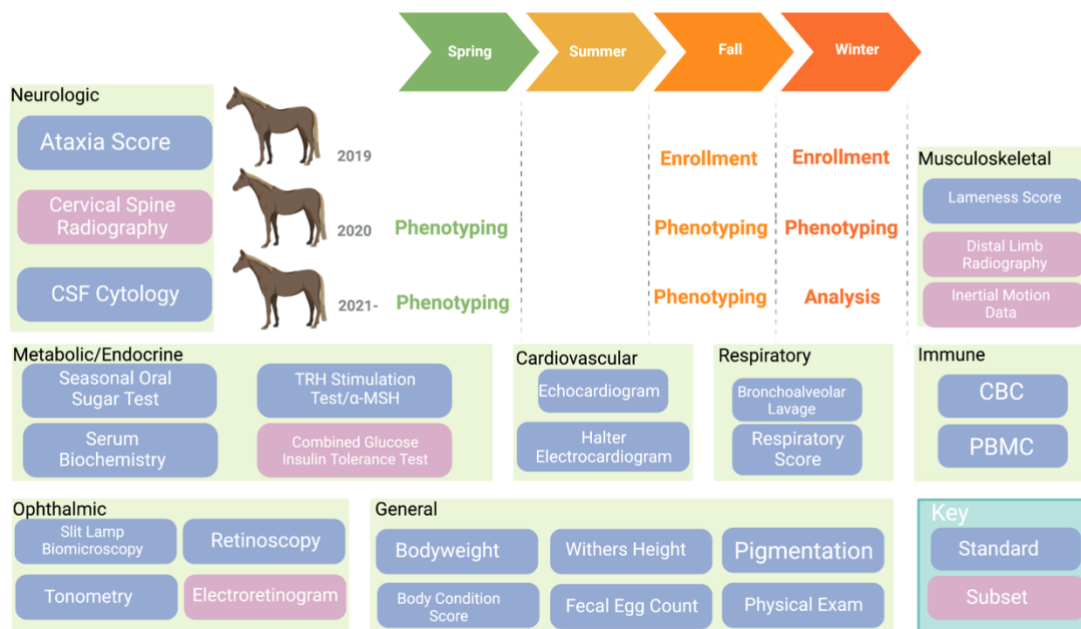 Spring
Summer
Fall
Winter
Neurologic
Ataxia Score
Cervical Spine
Radiography
CSF Cytology
2019
Enrollment
Enrollment
2020
Phenotyping
Phenotyping
Phenotyping
2021-
Phenotyping
Phenotyping
Analysis
Musculoskeletal
Lameness Score
Distal Limb
Radiography
Inertial Motion
Data
Metabolic/Endocrine
Seasonal Oral
Sugar Test
TRH Stimulation
Test/α-MSH
Serum
Biochemistry
Combined Glucose
Insulin Tolerance Test
Cardiovascular
Echocardiogram
Halter
Electrocardiogram
Respiratory
Bronchoalveolar
Lavage
Respiratory
Score
Immune
CBC
PBMC
Ophthalmic
Slit Lamp
Biomicroscopy
Retinoscopy
Tonometry
Electroretinogram
General
Bodyweight
Withers Height
Pigmentation
Body Condition
Score
Fecal Egg Count
Physical Exam
Key
Standard
Subset